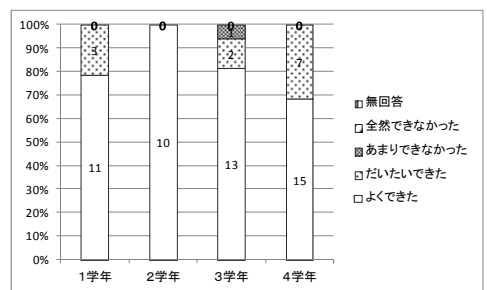 100%
90%
80%
70%
60%
50%
40%
30%
20%
10%
0%
0
3
11
0
10
0
1
2
13
0
7
15
1学年
2学年
3学年
4学年
無回答
全然できなかった
あまりできなかった
だいたいできた
よくできた